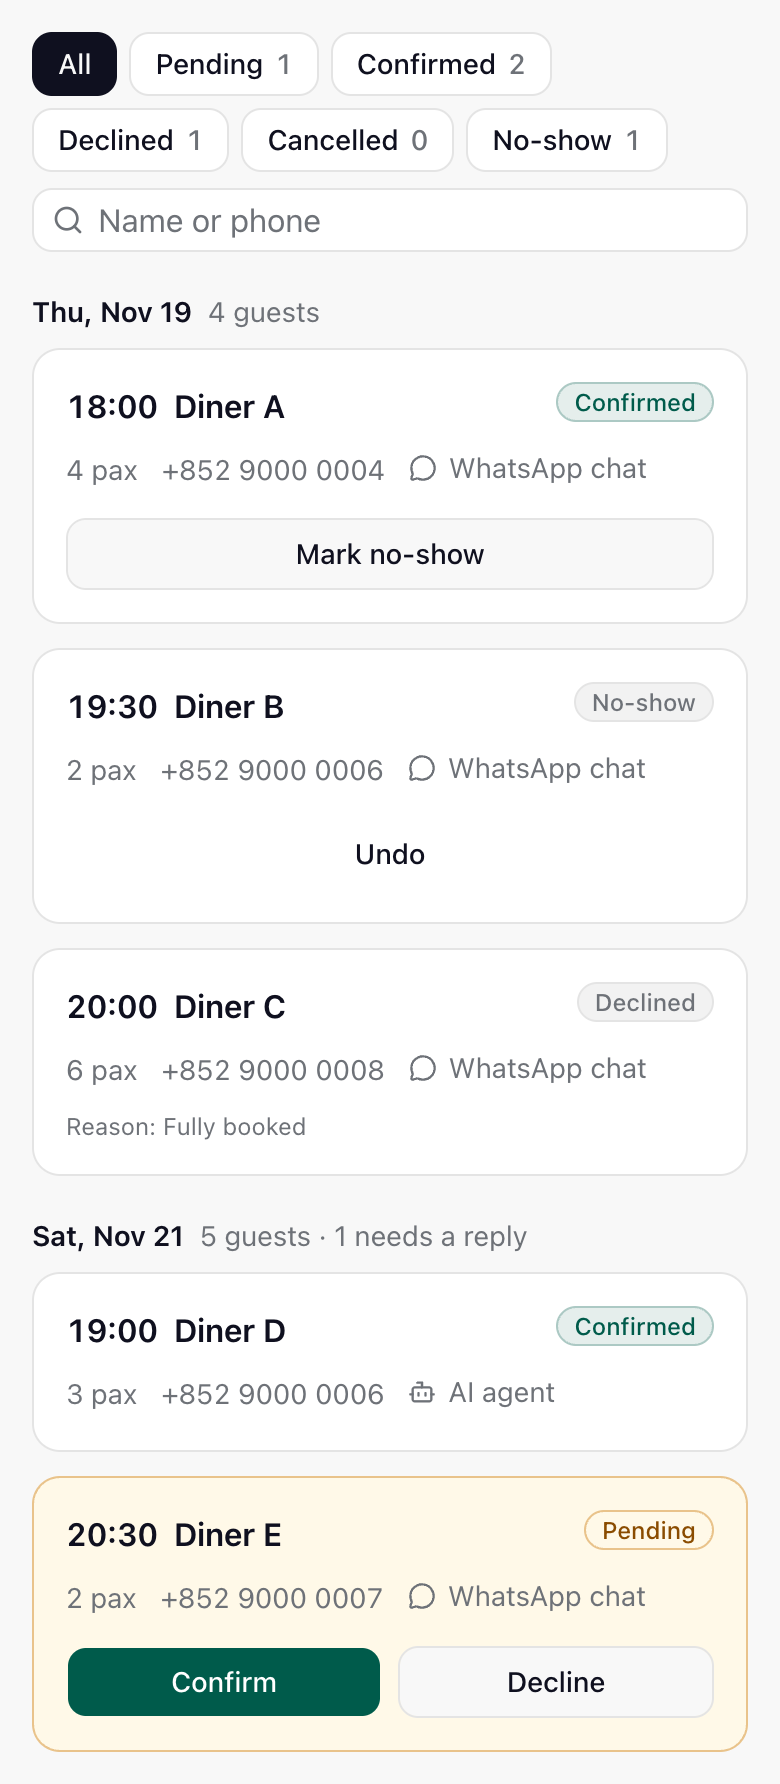 All Pending 1 Confirmed 2
Declined 1 Cancelled 0 No-show 1
Name or phone
Thu, Nov 19 4 guests
18:00 Diner A Confirmed
4 pax +852 9000 0004 WhatsApp chat
Mark no-show
19:30 Diner B No-show
2 pax +852 9000 0006 WhatsApp chat
Undo
20:00 Diner C Declined
6 pax +852 9000 0008 WhatsApp chat
Reason: Fully booked
Sat, Nov 21 5 guests · 1 needs a reply
19:00 Diner D Confirmed
3 pax +852 9000 0006 AI agent
20:30 Diner E Pending
2 pax +852 9000 0007 WhatsApp chat
Confirm Decline